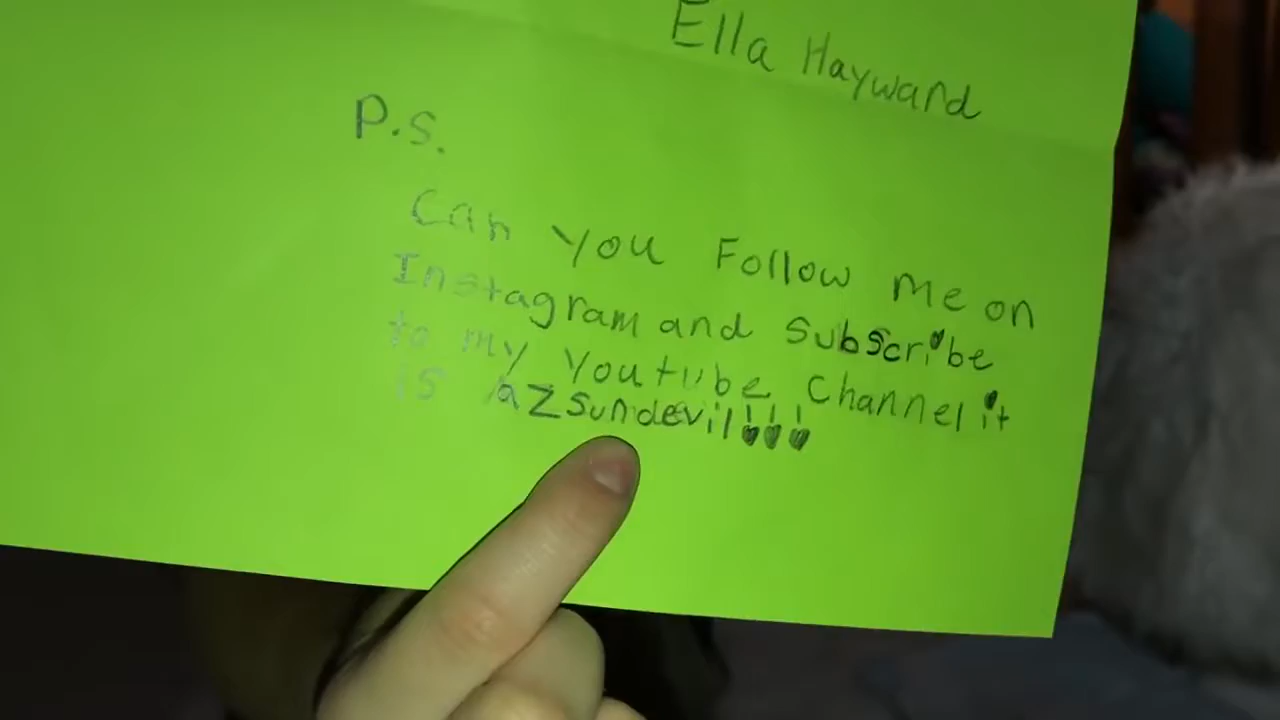 Ella Hayward
P.S.
Can you Follow me on
Instagram and subscribe
to my Youtube Channel it
is azsundevil!!!